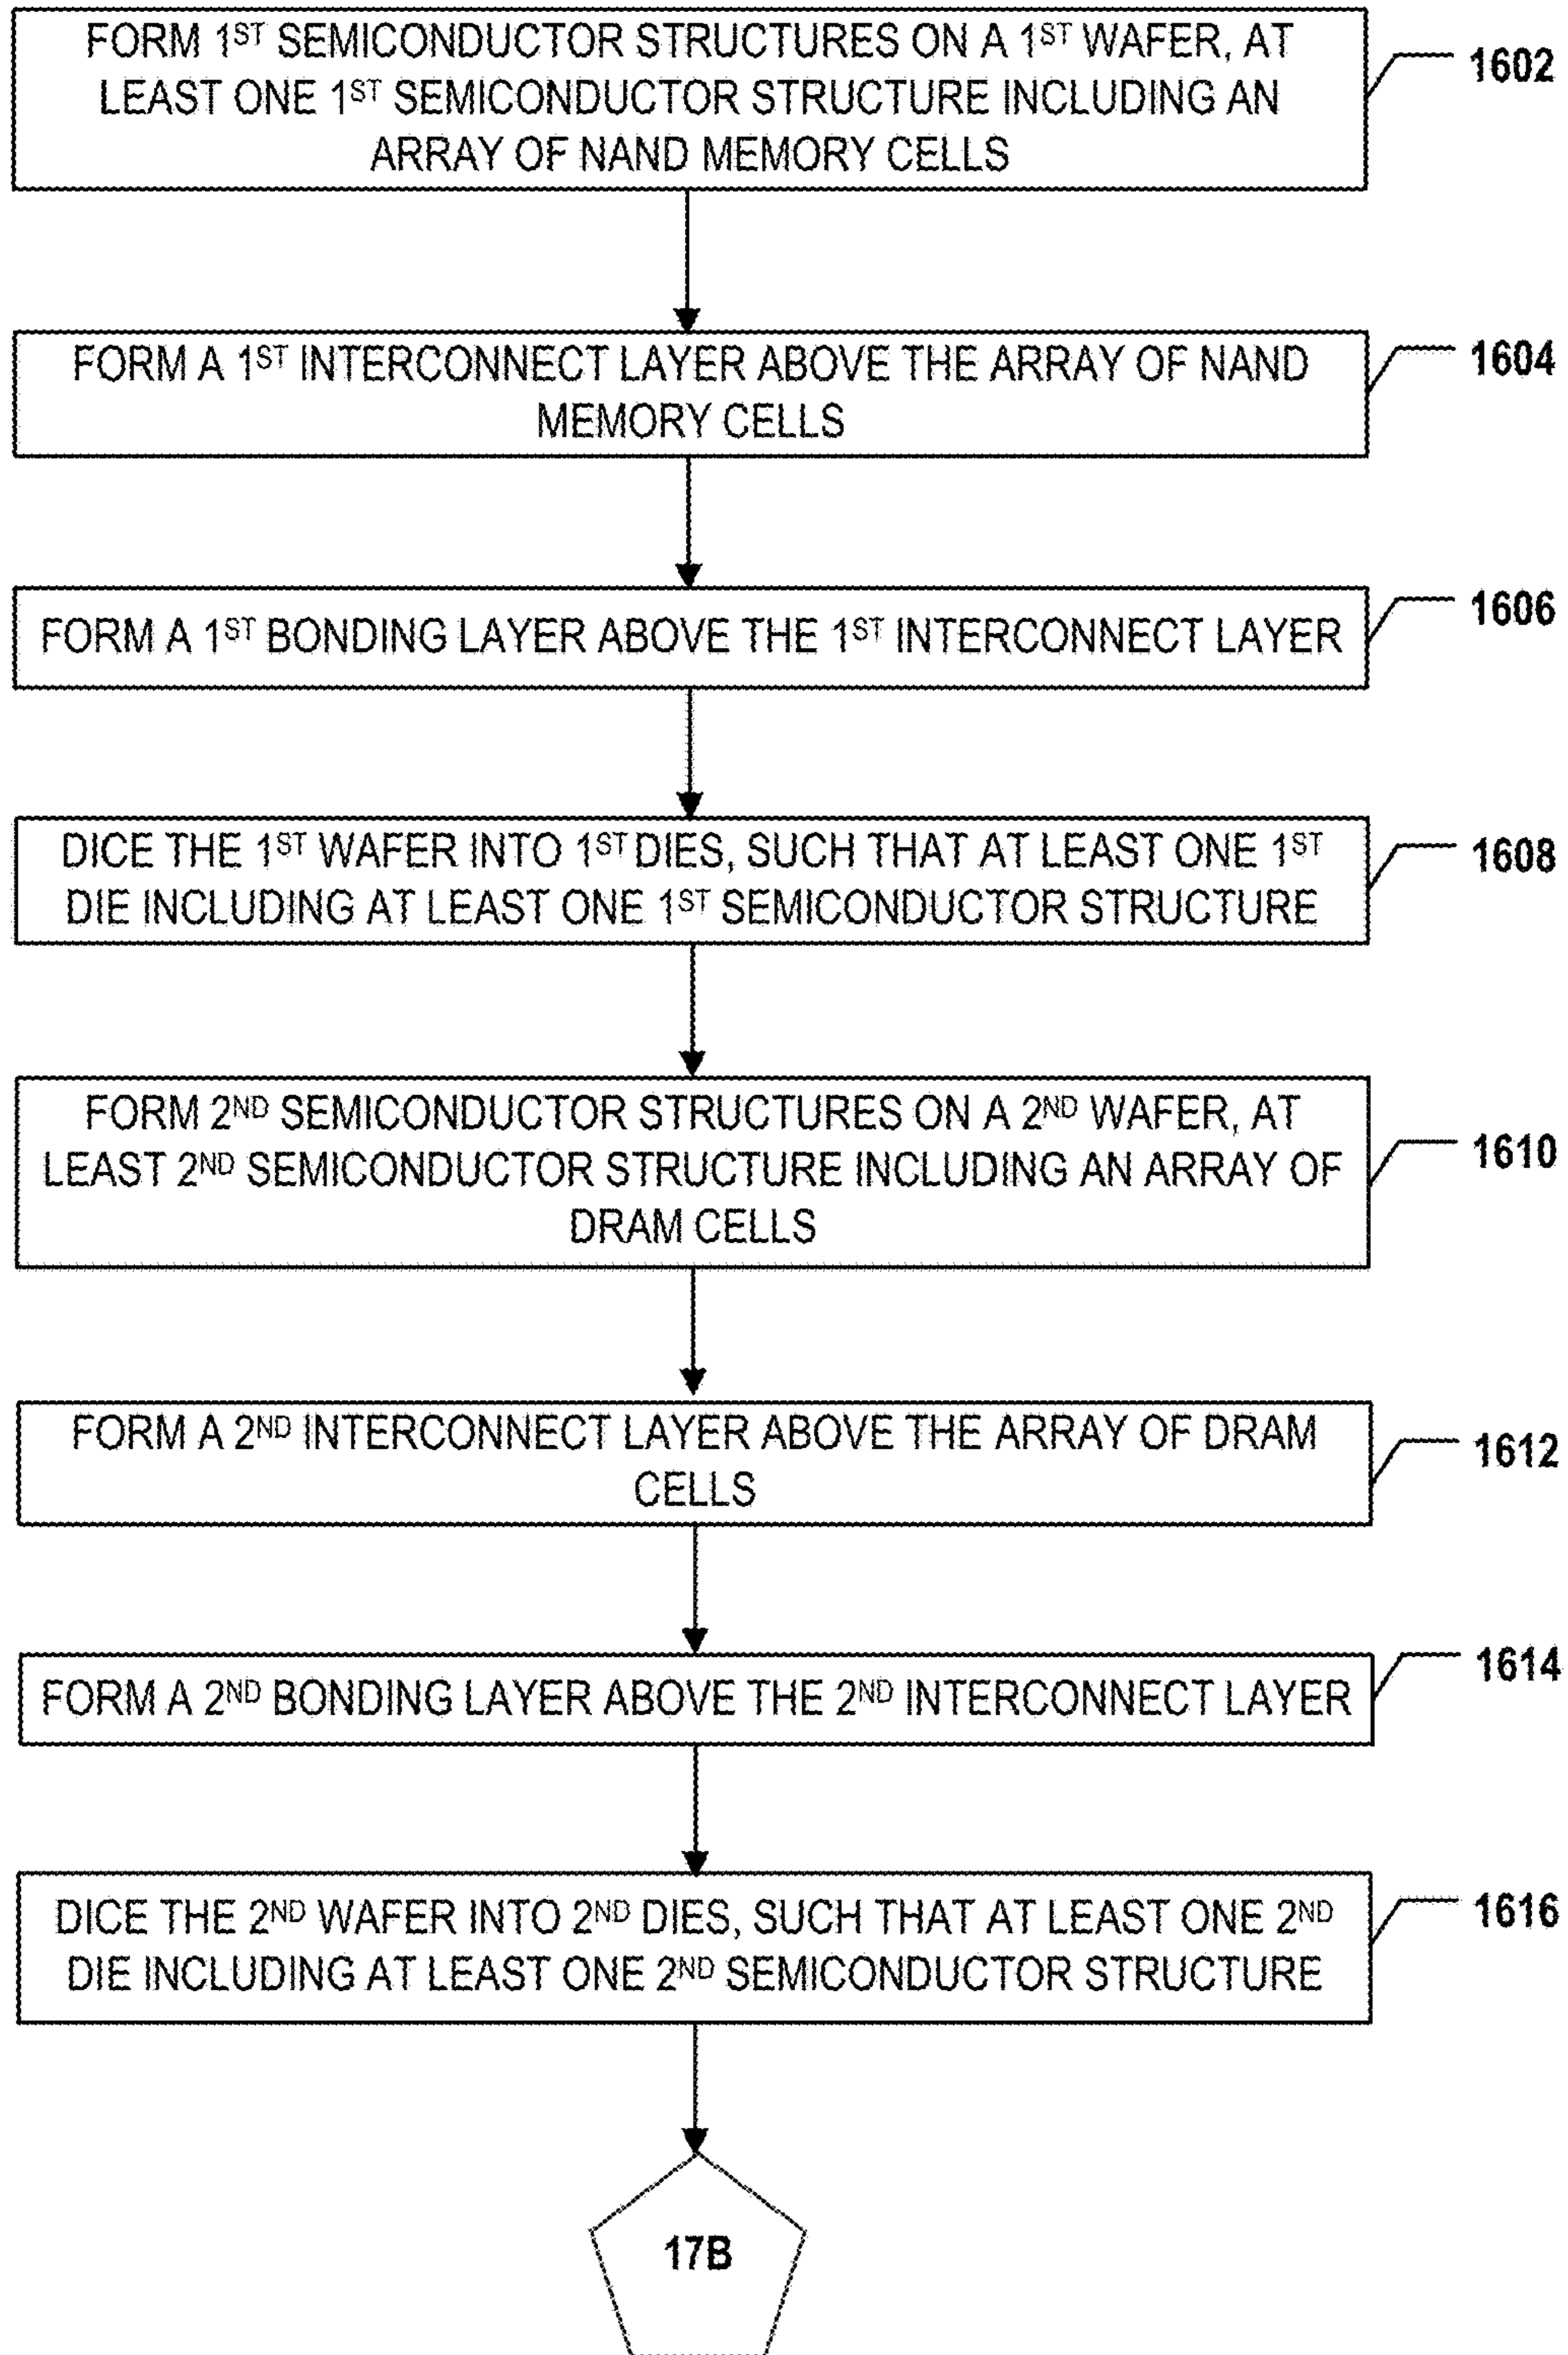 FORM 1ST SEMICONDUCTOR STRUCTURES ON A 1ST WAFER, AT
LEAST ONE 1ST SEMICONDUCTOR STRUCTURE INCLUDING AN
ARRAY OF NAND MEMORY CELLS
1602
FORM A 1ST INTERCONNECT LAYER ABOVE THE ARRAY OF NAND
MEMORY CELLS
1604
FORM A 1ST BONDING LAYER ABOVE THE 1ST INTERCONNECT LAYER
1606
DICE THE 1ST WAFER INTO 1ST DIES, SUCH THAT AT LEAST ONE 1ST
DIE INCLUDING AT LEAST ONE 1ST SEMICONDUCTOR STRUCTURE
1608
FORM 2ND SEMICONDUCTOR STRUCTURES ON A 2ND WAFER, AT
LEAST 2ND SEMICONDUCTOR STRUCTURE INCLUDING AN ARRAY OF
DRAM CELLS
1610
FORM A 2ND INTERCONNECT LAYER ABOVE THE ARRAY OF DRAM
CELLS
1612
FORM A 2ND BONDING LAYER ABOVE THE 2ND INTERCONNECT LAYER
1614
DICE THE 2ND WAFER INTO 2ND DIES, SUCH THAT AT LEAST ONE 2ND
DIE INCLUDING AT LEAST ONE 2ND SEMICONDUCTOR STRUCTURE
1616
17B